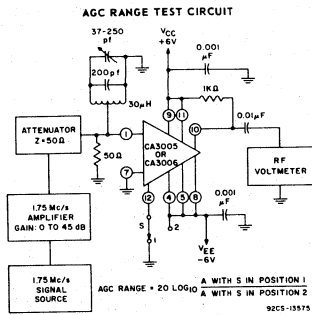 AGC RANGE TEST CIRCUIT
37-250
pf
200pf
30µH
VCC
+6V
0.001
µF
1KΩ
9
11
10
0.01µF
ATTENUATOR
Z=50Ω
50Ω
1
7
CA3005
OR
CA3006
RF
VOLTMETER
12
4
5
8
0.001
µF
S
1
2
VEE
-6V
1.75 Mc/s
AMPLIFIER
GAIN: 0 TO 45 dB
1.75 Mc/s
SIGNAL
SOURCE
AGC RANGE = 20 LOG10 A WITH S IN POSITION 1
A WITH S IN POSITION 2
92CS-13575